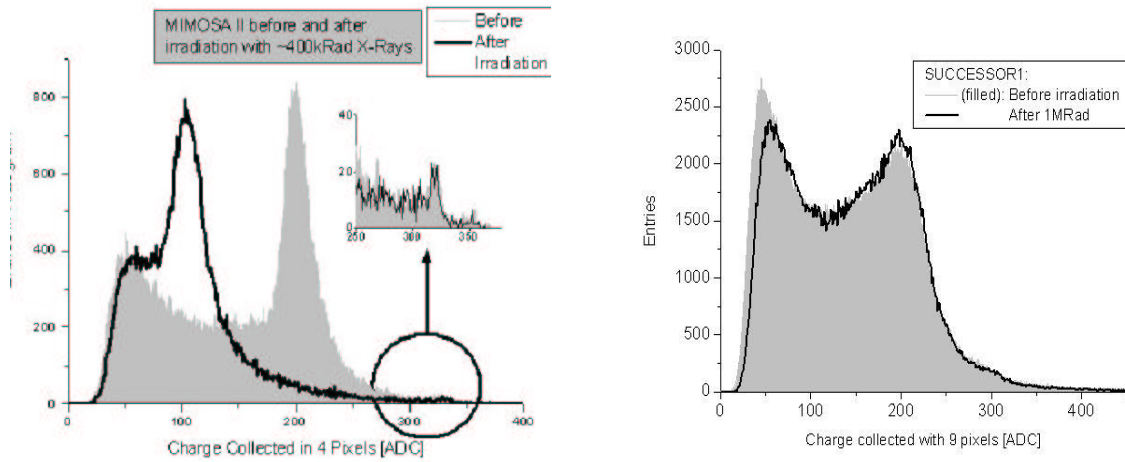 MIMOSA II before and after
irradiation with ~400kRad X-Rays
Before
After
Irradiation
800
600
400
200
0
0
100
200
300
400
Charge Collected in 4 Pixels [ADC]
40
20
0
250
300
350
SUCCESSOR1:
(filled): Before irradiation
After 1MRad
3000
2500
2000
1500
1000
500
0
0
100
200
300
400
Entries
Charge collected with 9 pixels [ADC]